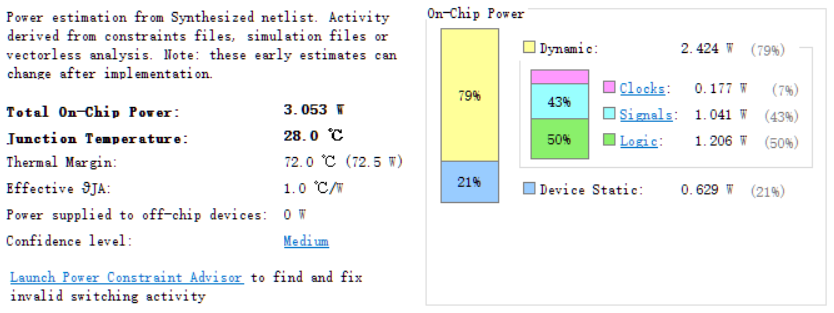 Power estimation from Synthesized netlist. Activity
derived from constraints files, simulation files or
vectorless analysis. Note: these early estimates can
change after implementation.
Total On-Chip Power: 3.053 W
Junction Temperature: 28.0 ℃
Thermal Margin: 72.0 ℃ (72.5 W)
Effective ϑJA: 1.0 ℃/W
Power supplied to off-chip devices: 0 W
Confidence level: Medium
Launch Power Constraint Advisor to find and fix
invalid switching activity
On-Chip Power
79%
21%
Dynamic: 2.424 W (79%)
43%
50%
Clocks: 0.177 W (7%)
Signals: 1.041 W (43%)
Logic: 1.206 W (50%)
Device Static: 0.629 W (21%)